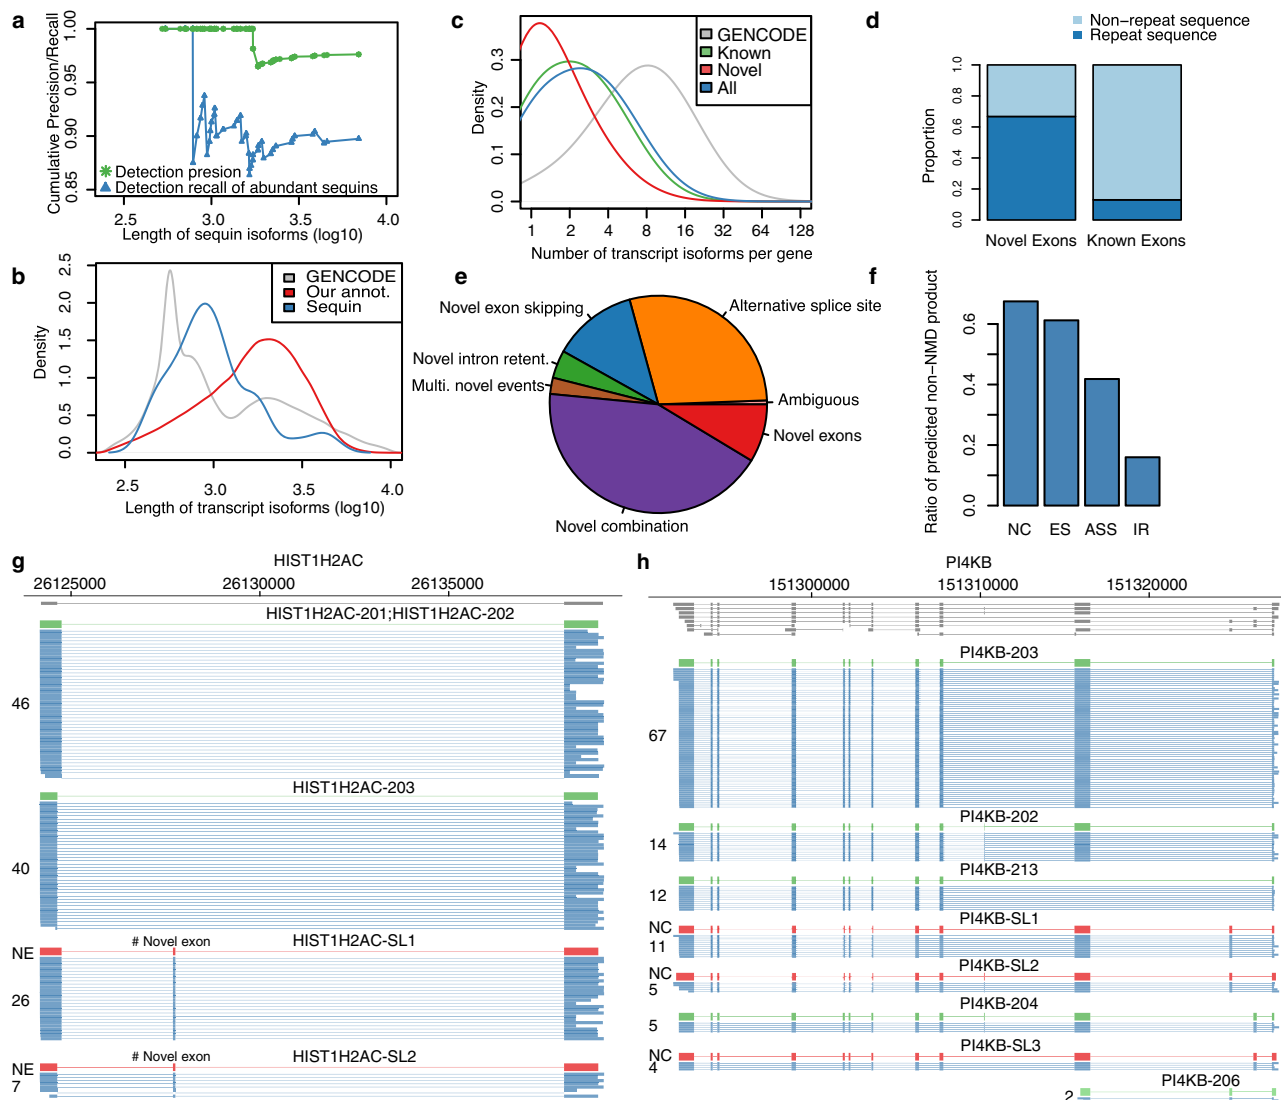 a
Cumulative Precision/Recall
1.00
0.95
0.90
0.85
Detection presion
Detection recall of abundant sequins
2.5 3.0 3.5 4.0
Length of sequin isoforms (log10)
b
Density
2.5
2.0
1.5
1.0
0.5
0.0
GENCODE
Our annot.
Sequin
2.5 3.0 3.5 4.0
Length of transcript isoforms (log10)
c
Density
0.3
0.2
0.1
0.0
GENCODE
Known
Novel
All
1 2 4 8 16 32 64 128
Number of transcript isoforms per gene
d
Non−repeat sequence
Repeat sequence
Proportion
1.0
0.8
0.6
0.4
0.2
0.0
Novel Exons Known Exons
e
Novel exon skipping
Alternative splice site
Novel intron retent.
Multi. novel events
Ambiguous
Novel exons
Novel combination
f
Ratio of predicted non−NMD product
0.6
0.4
0.2
0.0
NC ES ASS IR
g
HIST1H2AC
26125000 26130000 26135000
HIST1H2AC-201;HIST1H2AC-202
46
HIST1H2AC-203
40
# Novel exon HIST1H2AC-SL1
NE
26
# Novel exon HIST1H2AC-SL2
NE
7
h
PI4KB
151300000 151310000 151320000
PI4KB-203
67
PI4KB-202
14
PI4KB-213
12
PI4KB-SL1
NC
11
PI4KB-SL2
NC
5
PI4KB-204
5
PI4KB-SL3
NC
4
PI4KB-206
2